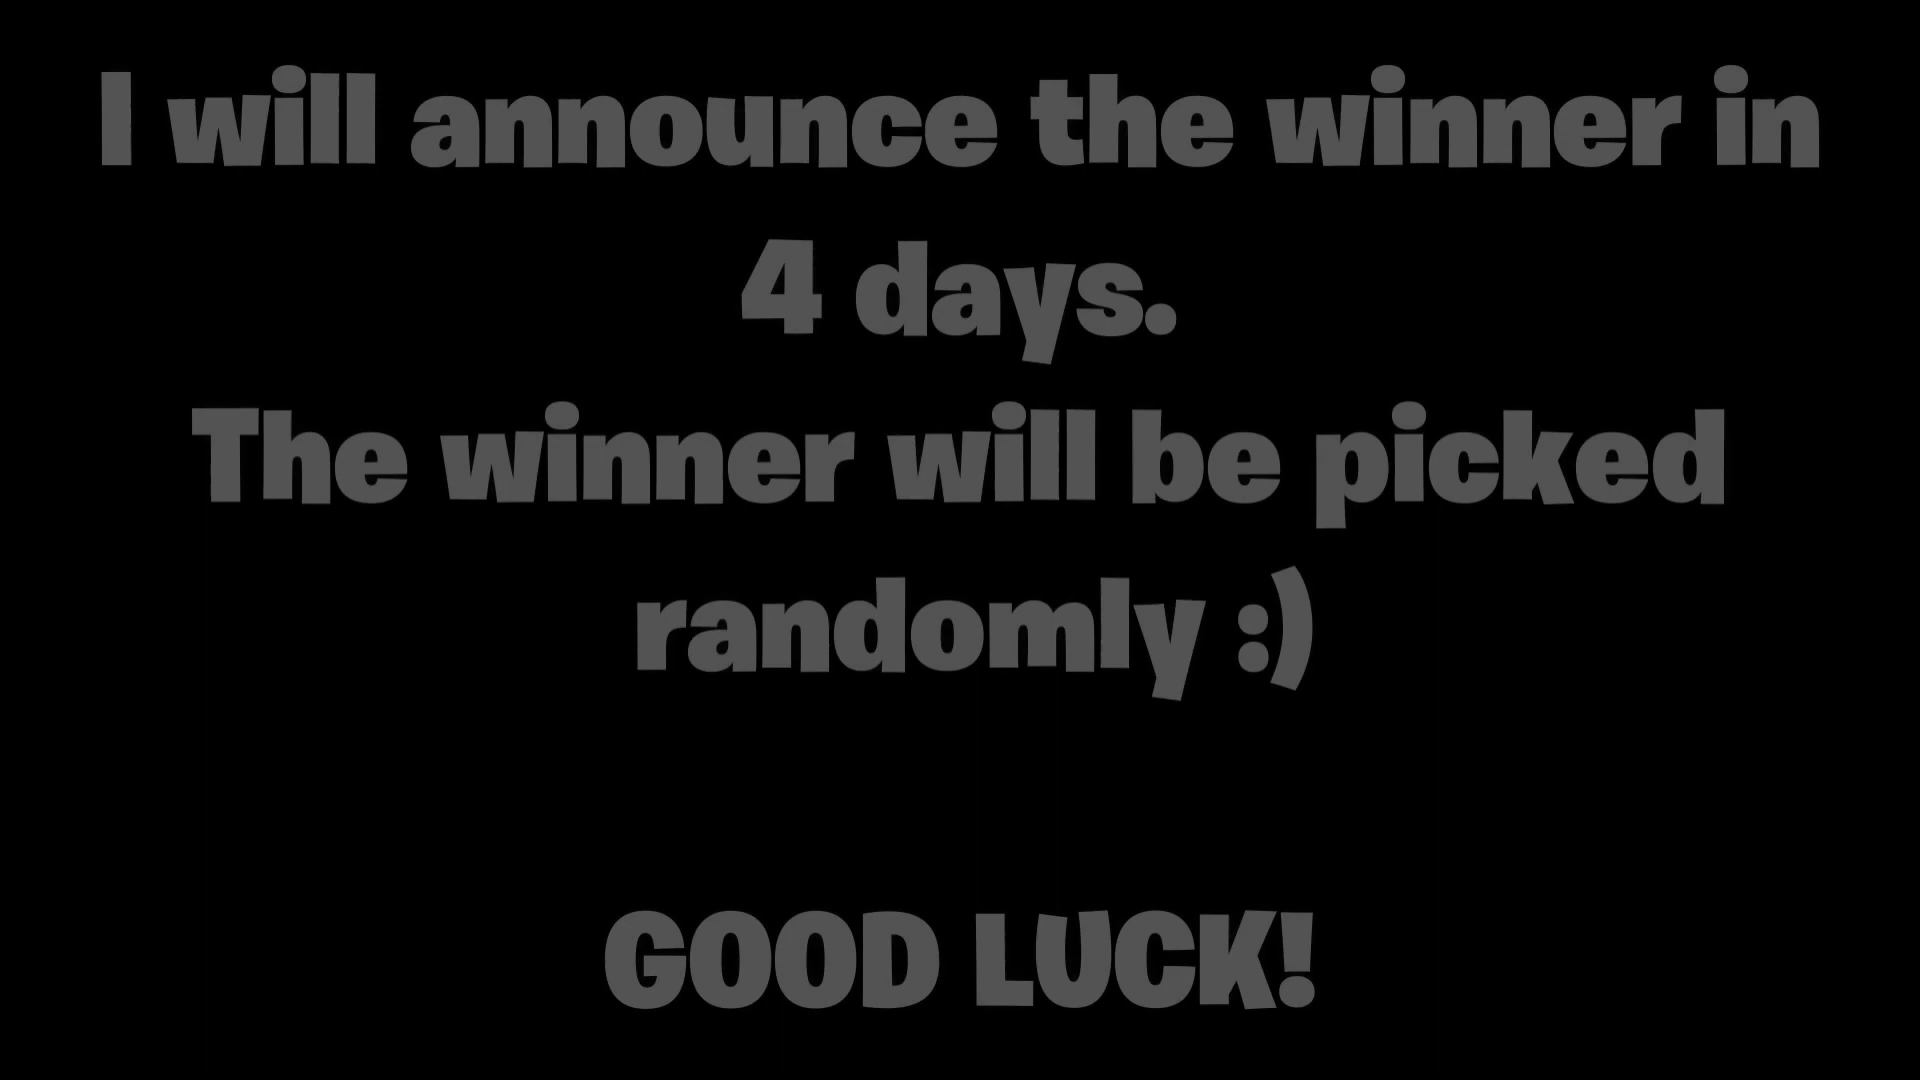 I will announce the winner in
4 days.
The winner will be picked
randomly :)
GOOD LUCK!